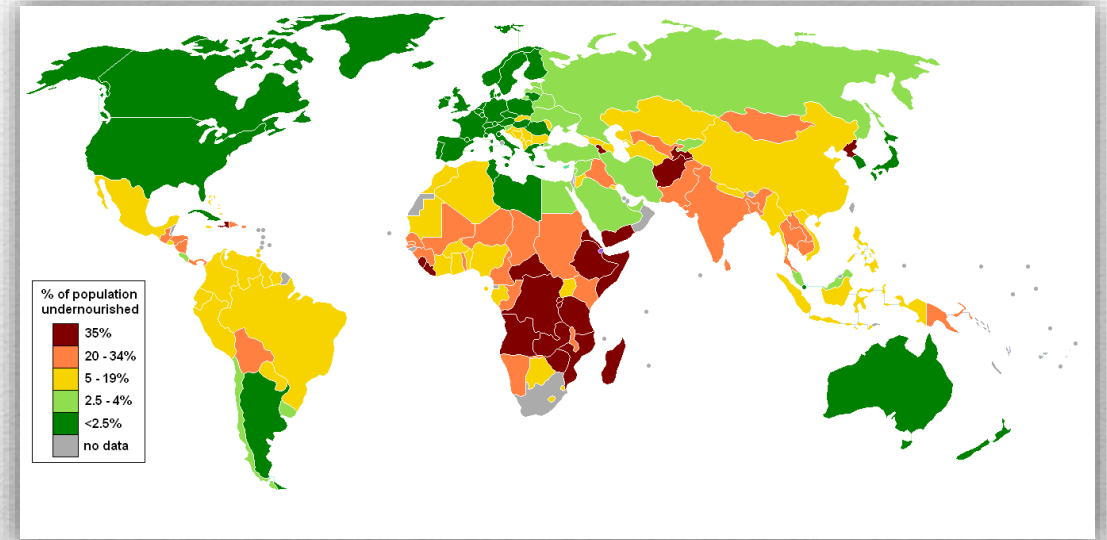 % of population
undernourished
35%
20 - 34%
5 - 19%
2.5 - 4%
<2.5%
no data